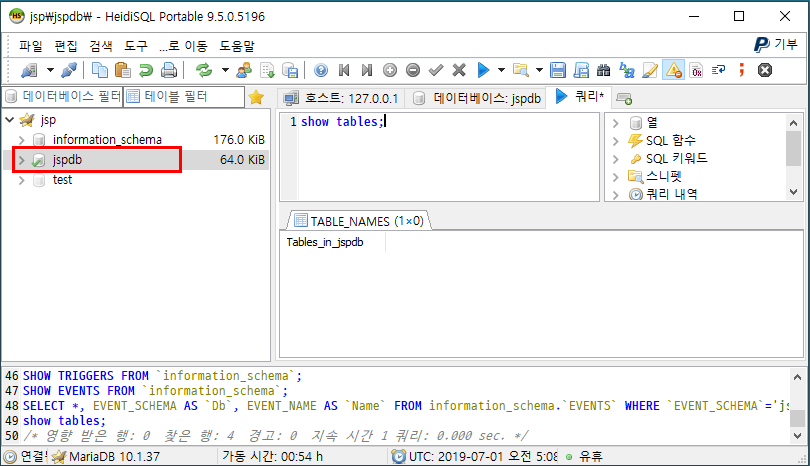 jsp₩jspdb₩ - HeidiSQL Portable 9.5.0.5196
파일 편집 검색 도구 ...로 이동 도움말
기부
데이터베이스 필터 테이블 필터
호스트: 127.0.0.1 데이터베이스: jspdb 쿼리*
jsp
information_schema 176.0 KiB
jspdb 64.0 KiB
test
1 show tables;
열
SQL 함수
SQL 키워드
스니펫
쿼리 내역
TABLE_NAMES (1×0)
Tables_in_jspdb
46 SHOW TRIGGERS FROM `information_schema`;
47 SHOW EVENTS FROM `information_schema`;
48 SELECT *, EVENT_SCHEMA AS `Db`, EVENT_NAME AS `Name` FROM information_schema.`EVENTS` WHERE `EVENT_SCHEMA`='js
49 show tables;
50 /* 영향 받은 행: 0 찾은 행: 4 경고: 0 지속 시간 1 쿼리: 0.000 sec. */
연결! MariaDB 10.1.37 가동 시간: 00:54 h UTC: 2019-07-01 오전 5:08 유휴